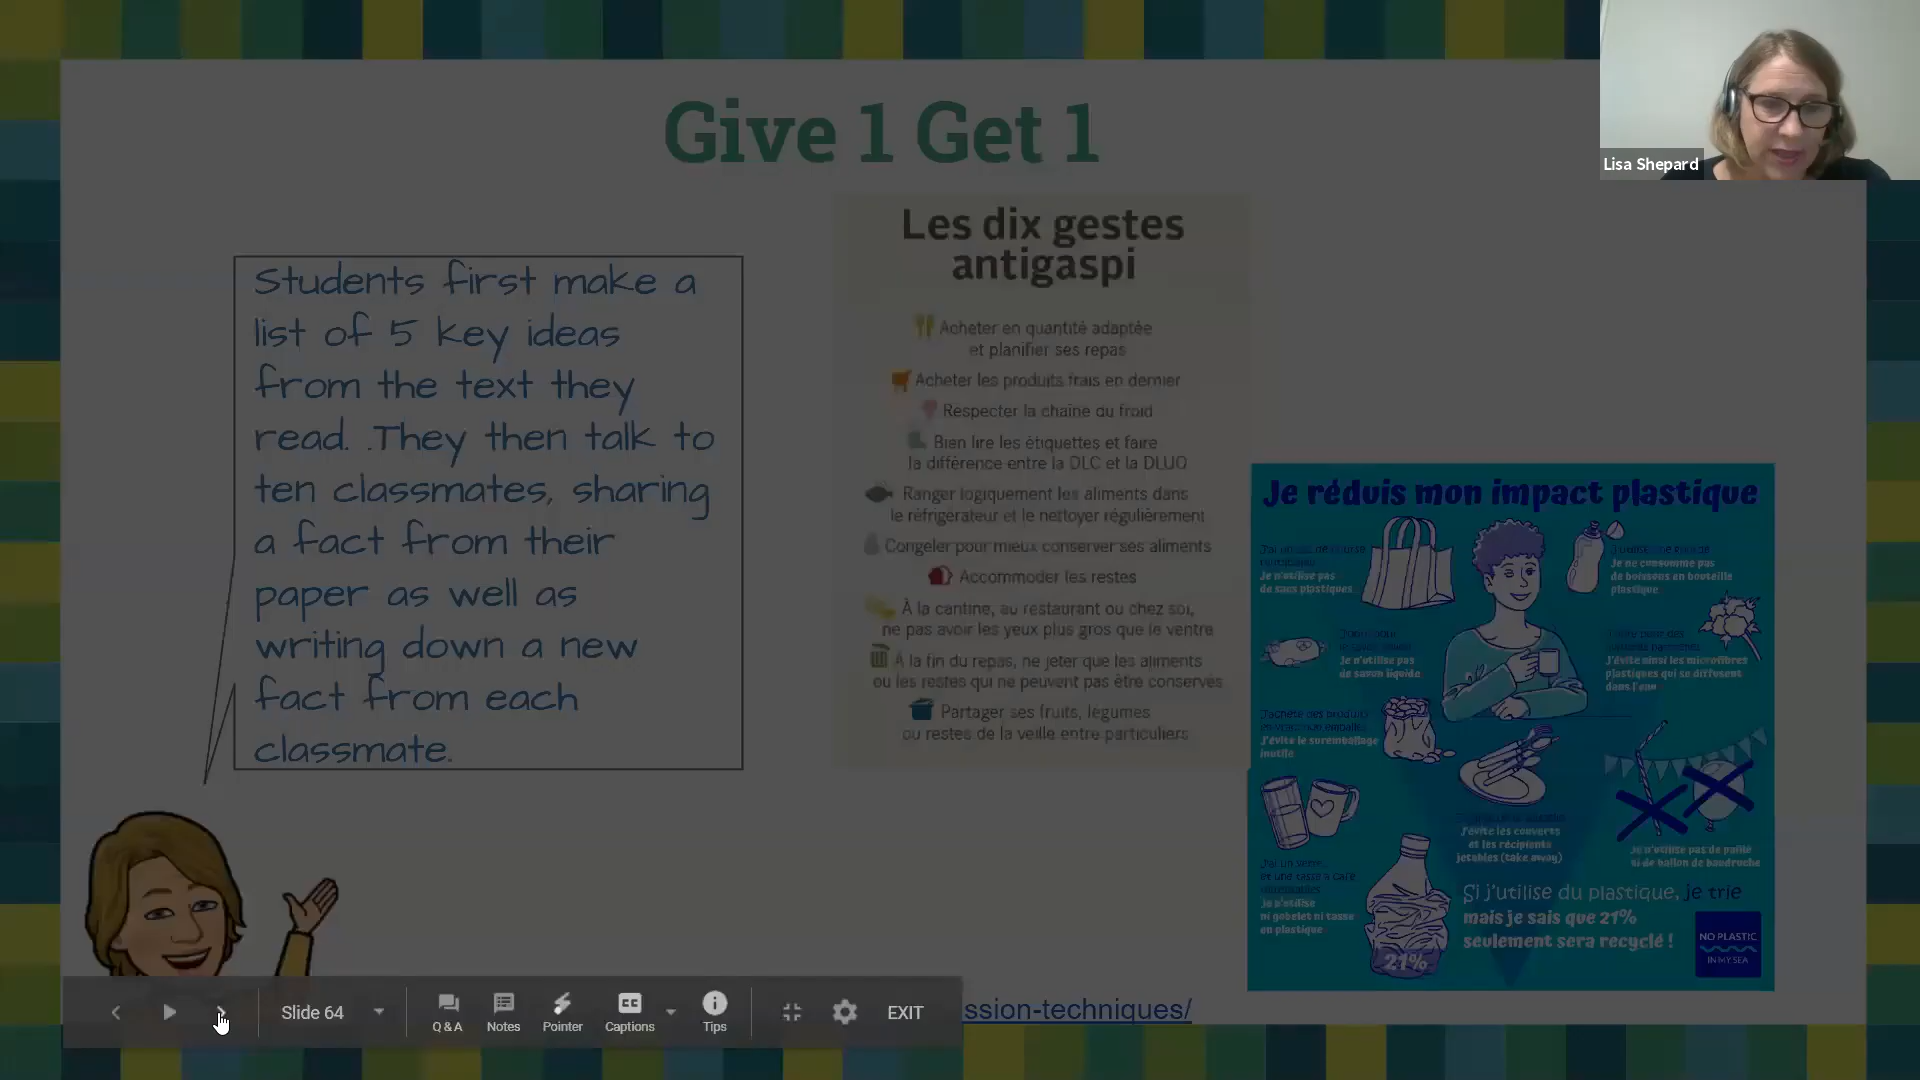 Give 1 Get 1
Lisa Shepard
Students first make a
list of 5 key ideas
from the text they
read. .They then talk to
ten classmates, sharing
a fact from their
paper as well as
writing down a new
fact from each
classmate.
Les dix gestes
antigaspi
Acheter en quantité adaptée
et planifier ses repas
Acheter les produits frais en dernier
Respecter la chaîne du froid
Bien lire les étiquettes et faire
la différence entre la DLC et la DLUO
Ranger logiquement les aliments dans
le réfrigérateur et le nettoyer régulièrement
Congeler pour mieux conserver ses aliments
Accommoder les restes
À la cantine, au restaurant ou chez soi,
ne pas avoir les yeux plus gros que le ventre
À la fin du repas, ne jeter que les aliments
ou les restes qui ne peuvent pas être conservés
Partager ses fruits, légumes
ou restes de la veille entre particuliers
Je réduis mon impact plastique
Je n'utilise pas
de sacs plastiques
Je ne consomme pas
de boissons en bouteille
plastique
Je n'utilise pas
de savon liquide
J'évite ainsi les microfibres
plastiques qui se diffusent
dans l'eau
J'achète des produits
J'évite le suremballage
inutile
J'évite les couverts
et les récipients
jetables (take away)
Je n'utilise pas de paille
ni de ballon de baudruche
J'ai un verre
et une tasse à café
je n'utilise
ni gobelet ni tasse
en plastique
21%
Si j'utilise du plastique, je trie
mais je sais que 21%
seulement sera recyclé !
NO PLASTIC
IN MY SEA
ssion-techniques/
Slide 64
Q & A
Notes
Pointer
CC
Captions
Tips
EXIT